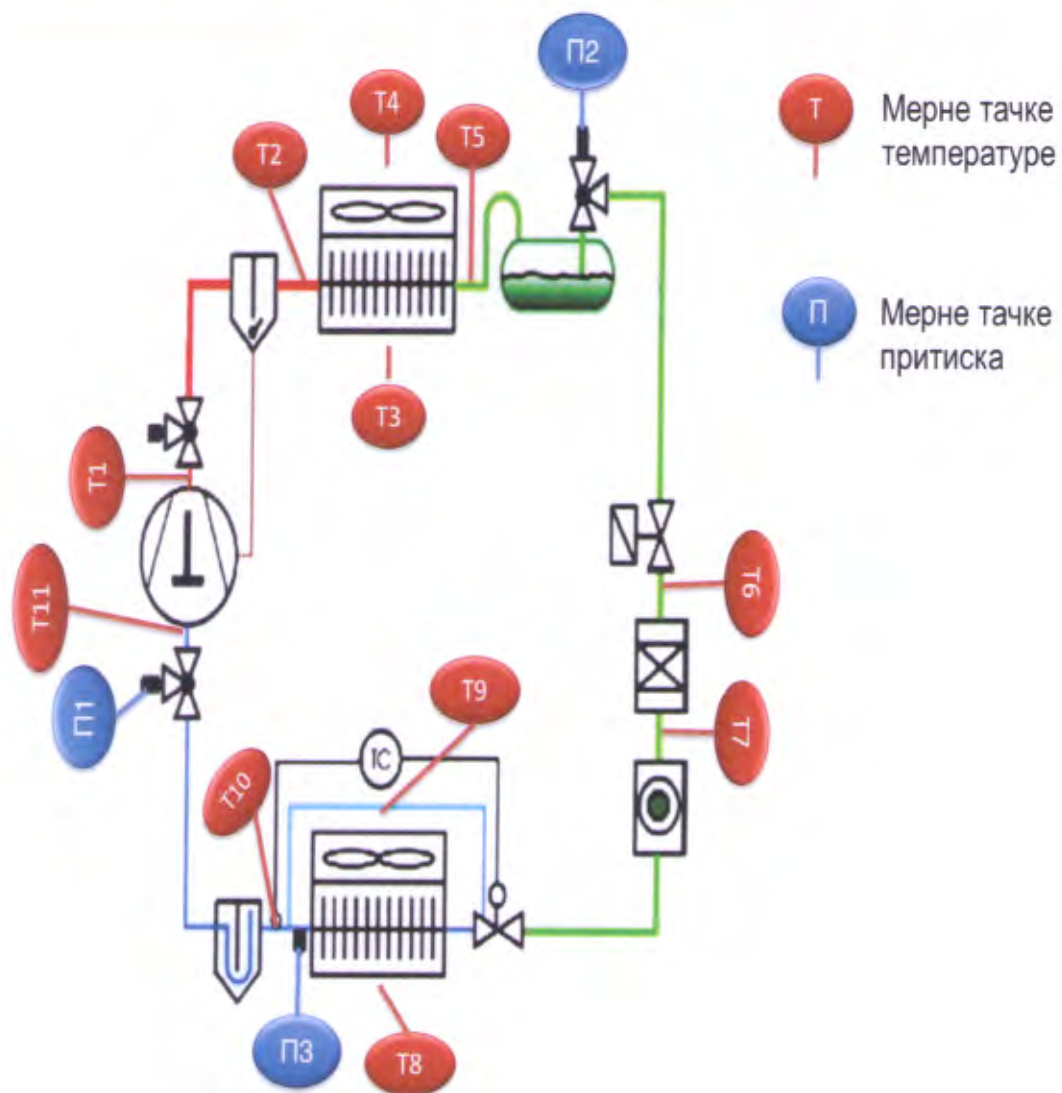 П2
Т4
Т2
Т5
Т
Мерне тачке
температуре
П
Мерне тачке
притиска
Т3
Т1
Т11
П1
Т6
Т7
Т9
Т10
IC
П3
Т8